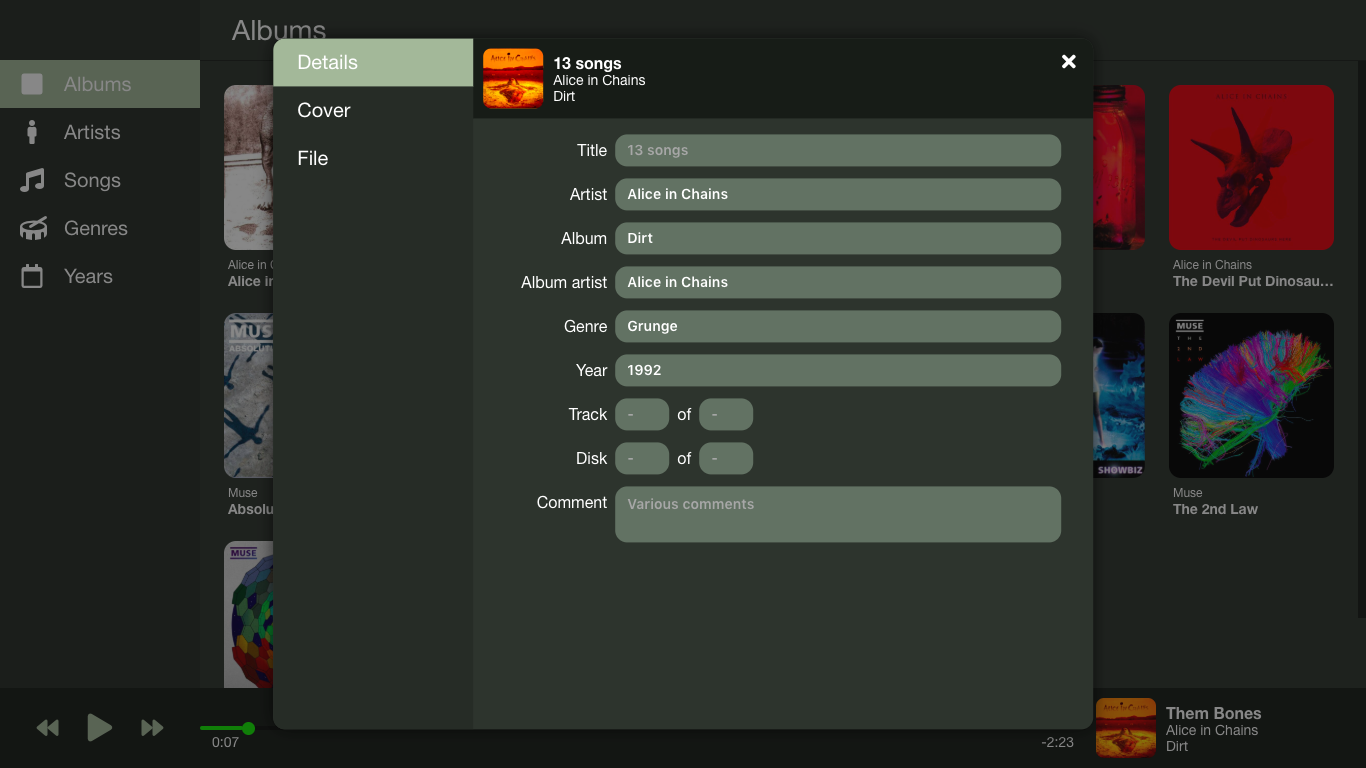 Albums
Albums
Artists
Songs
Genres
Years
Details
Cover
File
13 songs
Alice in Chains
Dirt
Title 13 songs
Artist Alice in Chains
Album Dirt
Album artist Alice in Chains
Genre Grunge
Year 1992
Track - of -
Disk - of -
Comment Various comments
Alice in C
Alice in
MUSE
ABSOLUT
Muse
Absolu
MUSE
ALICE IN CHAINS
Alice in Chains
The Devil Put Dinosau...
SHOWBIZ
MUSE
THE
2ND
LAW
Muse
The 2nd Law
0:07
-2:23
Them Bones
Alice in Chains
Dirt